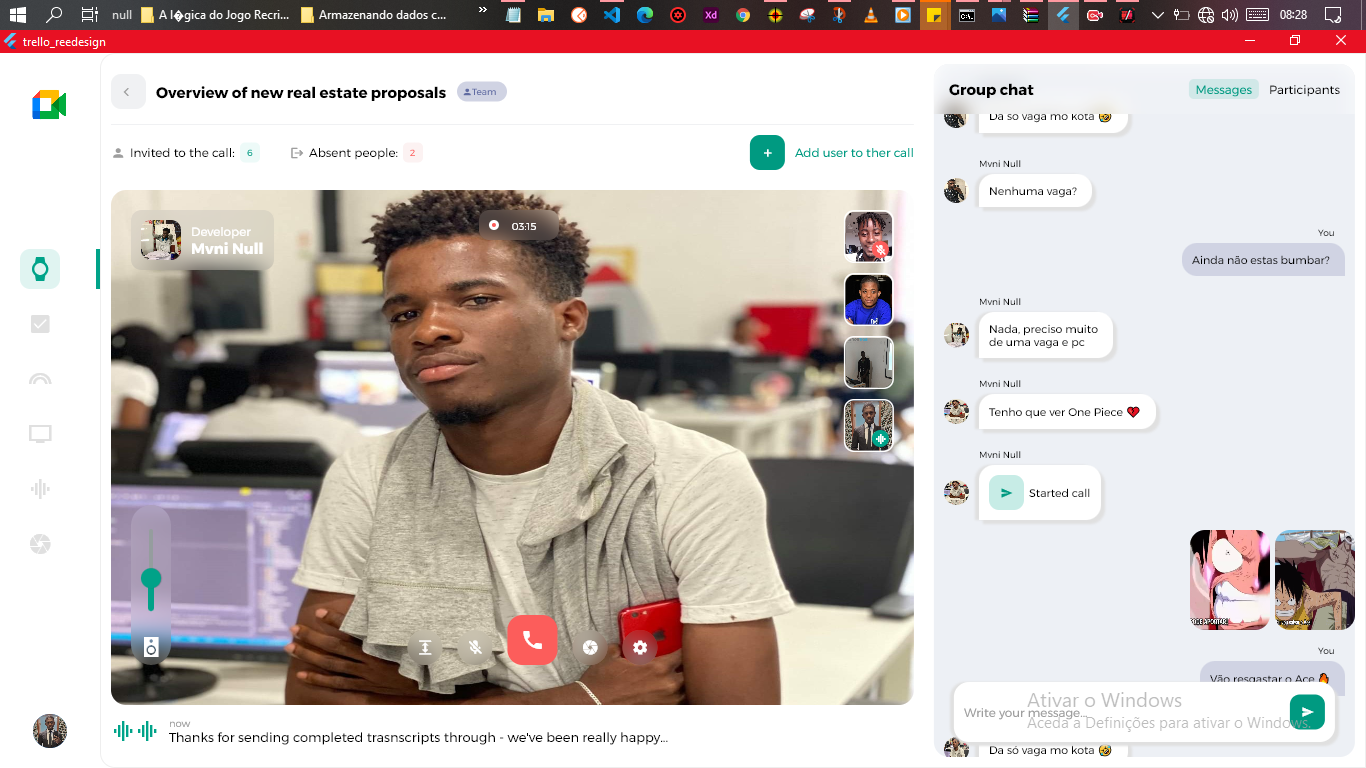 null
A l�gica do Jogo Recri...
Armazenando dados c...
»
Xd
08:28
trello_reedesign
Overview of new real estate proposals
Team
Invited to the call: 6
Absent people: 2
+ Add user to ther call
Developer
Mvni Null
03:15
now
Thanks for sending completed trasnscripts through - we've been really happy...
Group chat
Messages
Participants
Da só vaga mo kota 🤣
Mvni Null
Nenhuma vaga?
You
Ainda não estas bumbar?
Mvni Null
Nada, preciso muito
de uma vaga e pc
Mvni Null
Tenho que ver One Piece 💔
Mvni Null
Started call
PODE APOSTAR!
You
Vão resgastar o Ace 🔥
Write your message...
Ativar o Windows
Aceda a Definições para ativar o Windows.
Da só vaga mo kota 🤣